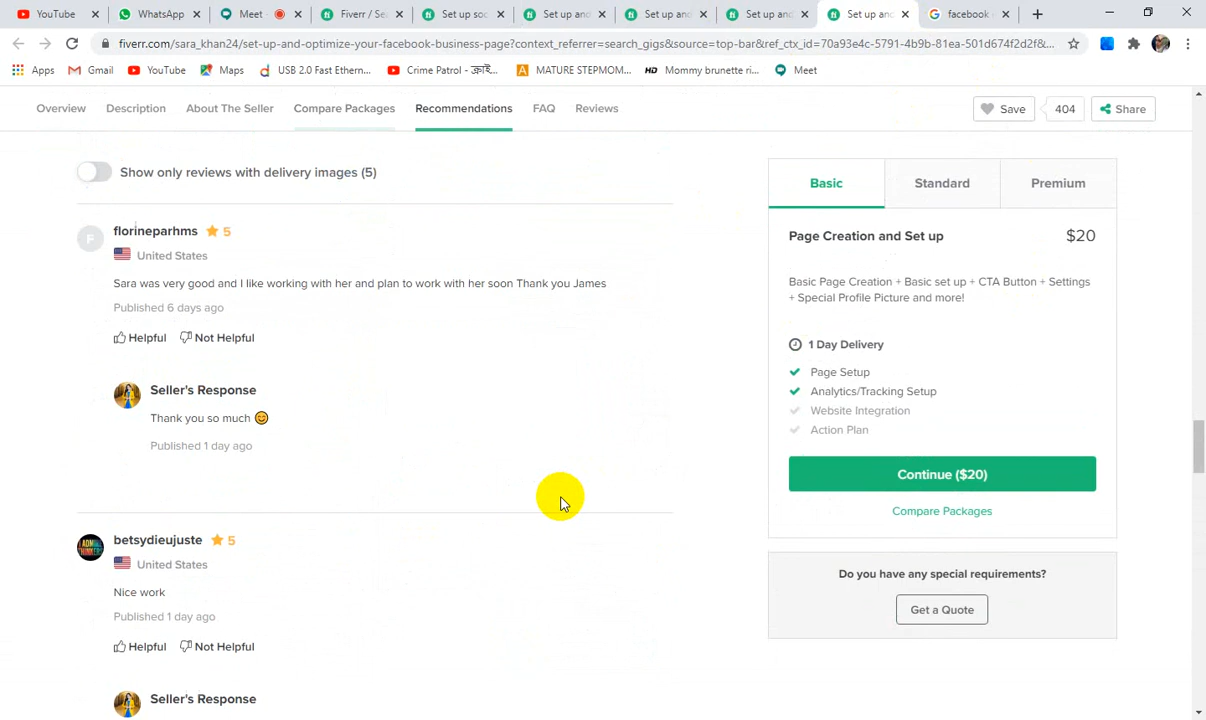 YouTube
WhatsApp
Meet
Fiverr / Sea
Set up soc
Set up and
Set up and
Set up and
Set up and
facebook
fiverr.com/sara_khan24/set-up-and-optimize-your-facebook-business-page?context_referrer=search_gigs&source=top-bar&ref_ctx_id=70a93e4c-5791-4b9b-81ea-501d674f2d2f&...
Apps
Gmail
YouTube
Maps
USB 2.0 Fast Ethern...
Crime Patrol - ক্রাই...
MATURE STEPMOM...
HD Mommy brunette ri...
Meet
Overview
Description
About The Seller
Compare Packages
Recommendations
FAQ
Reviews
Save
404
Share
Show only reviews with delivery images (5)
F
florineparhms 5
United States
Sara was very good and I like working with her and plan to work with her soon Thank you James
Published 6 days ago
Helpful Not Helpful
Seller's Response
Thank you so much
Published 1 day ago
betsydieujuste 5
United States
Nice work
Published 1 day ago
Helpful Not Helpful
Seller's Response
Basic
Standard
Premium
Page Creation and Set up $20
Basic Page Creation + Basic set up + CTA Button + Settings
+ Special Profile Picture and more!
1 Day Delivery
Page Setup
Analytics/Tracking Setup
Website Integration
Action Plan
Continue ($20)
Compare Packages
Do you have any special requirements?
Get a Quote